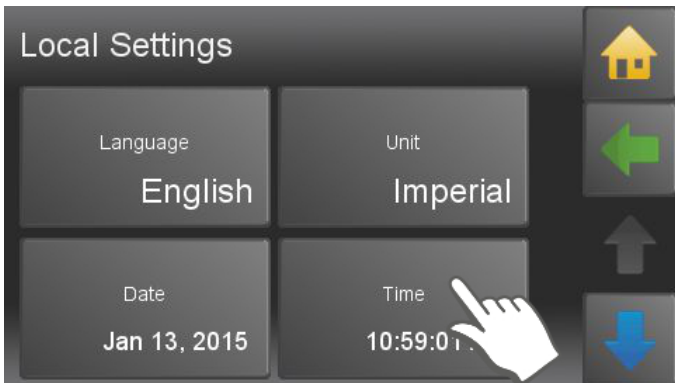 Local Settings
Language
English
Unit
Imperial
Date
Jan 13, 2015
Time